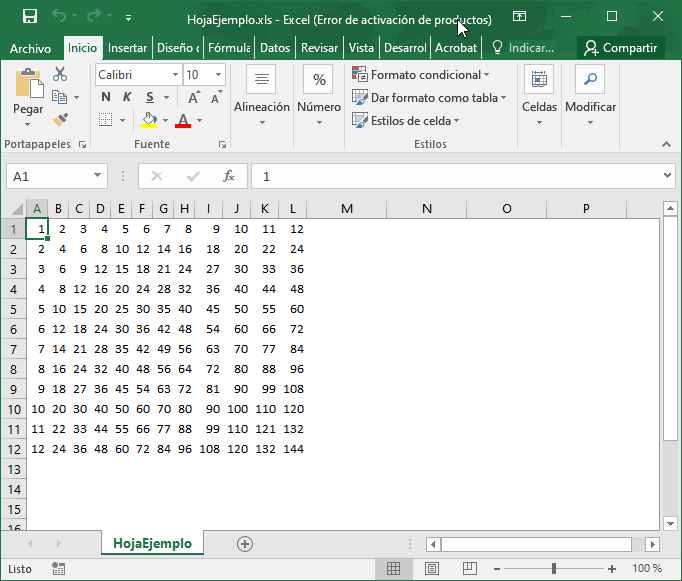 HojaEjemplo.xls - Excel (Error de activación de productos)
Archivo Inicio Insertar Diseño d Fórmula Datos Revisar Vista Desarrol Acrobat Indicar... Compartir
Pegar Calibri 10 Alineación % Número Formato condicional Celdas Modificar
Dar formato como tabla
N K S A A Estilos de celda
A
Portapapeles Fuente Estilos
A1 fx 1
A B C D E F G H I J K L M N O P
1 1 2 3 4 5 6 7 8 9 10 11 12
2 2 4 6 8 10 12 14 16 18 20 22 24
3 3 6 9 12 15 18 21 24 27 30 33 36
4 4 8 12 16 20 24 28 32 36 40 44 48
5 5 10 15 20 25 30 35 40 45 50 55 60
6 6 12 18 24 30 36 42 48 54 60 66 72
7 7 14 21 28 35 42 49 56 63 70 77 84
8 8 16 24 32 40 48 56 64 72 80 88 96
9 9 18 27 36 45 54 63 72 81 90 99 108
10 10 20 30 40 50 60 70 80 90 100 110 120
11 11 22 33 44 55 66 77 88 99 110 121 132
12 12 24 36 48 60 72 84 96 108 120 132 144
13
14
15
16
HojaEjemplo
Listo 100 %